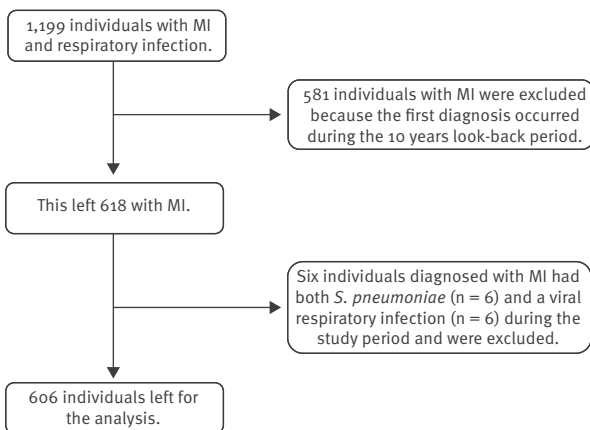 1,199 individuals with MI
and respiratory infection.
581 individuals with MI were excluded
because the first diagnosis occurred
during the 10 years look-back period.
This left 618 with MI.
Six individuals diagnosed with MI had
both S. pneumoniae (n = 6) and a viral
respiratory infection (n = 6) during the
study period and were excluded.
606 individuals left for
the analysis.